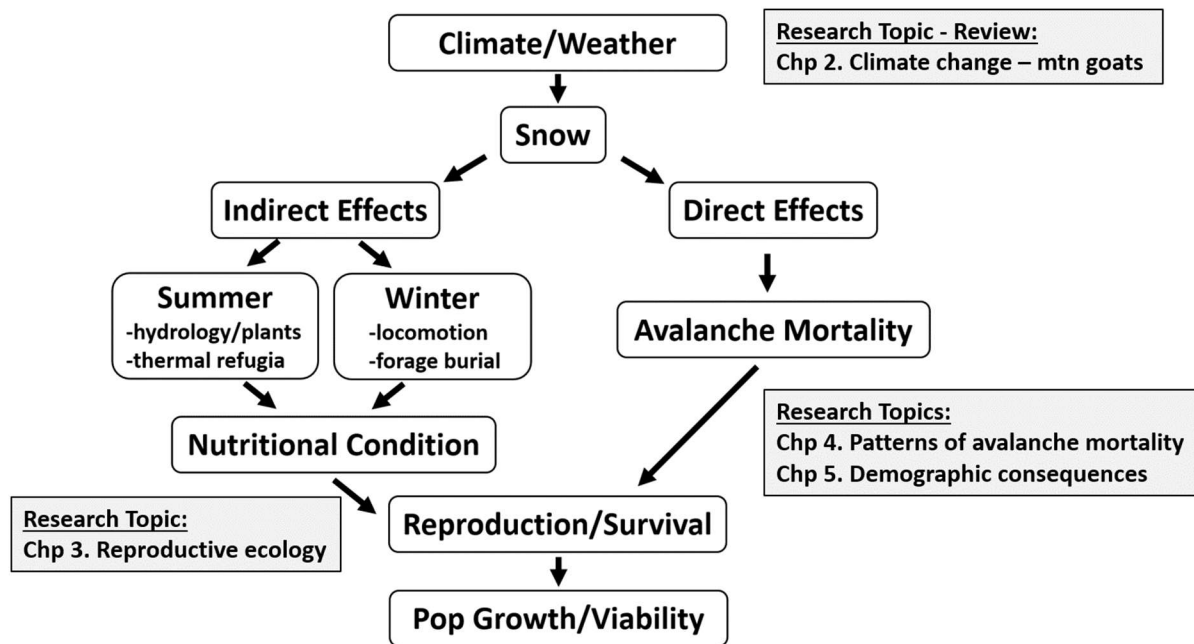 Climate/Weather
Research Topic - Review:
Chp 2. Climate change – mtn goats
Snow
Indirect Effects
Direct Effects
Summer
-hydrology/plants
-thermal refugia
Winter
-locomotion
-forage burial
Avalanche Mortality
Nutritional Condition
Research Topics:
Chp 4. Patterns of avalanche mortality
Chp 5. Demographic consequences
Research Topic:
Chp 3. Reproductive ecology
Reproduction/Survival
Pop Growth/Viability